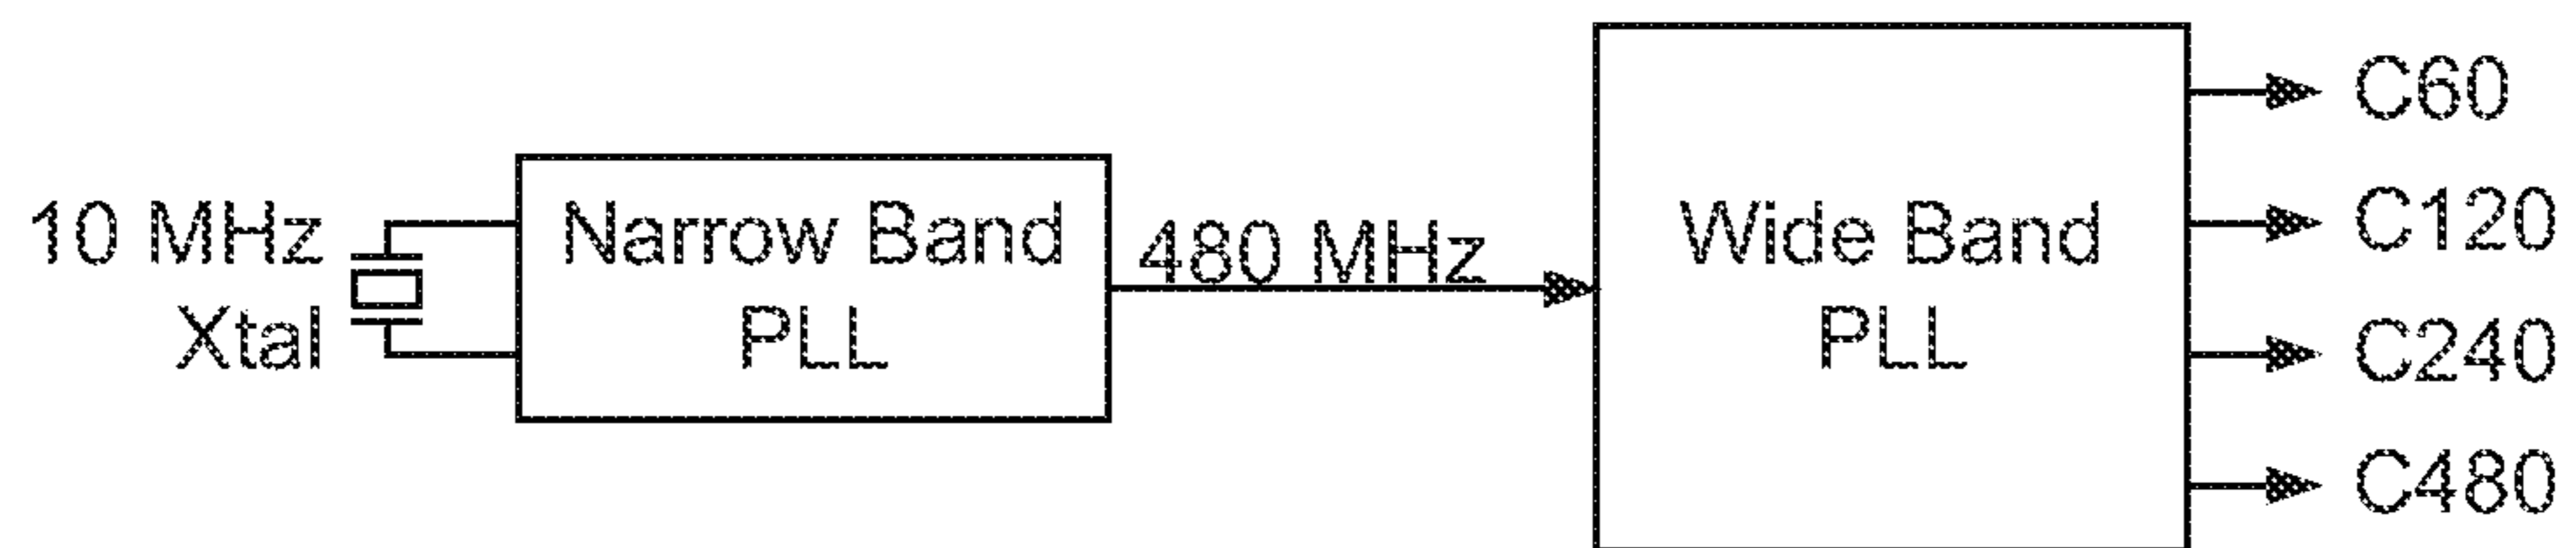 10 MHz
Xtal
Narrow Band
PLL
480 MHz
Wide Band
PLL
C60
C120
C240
C480